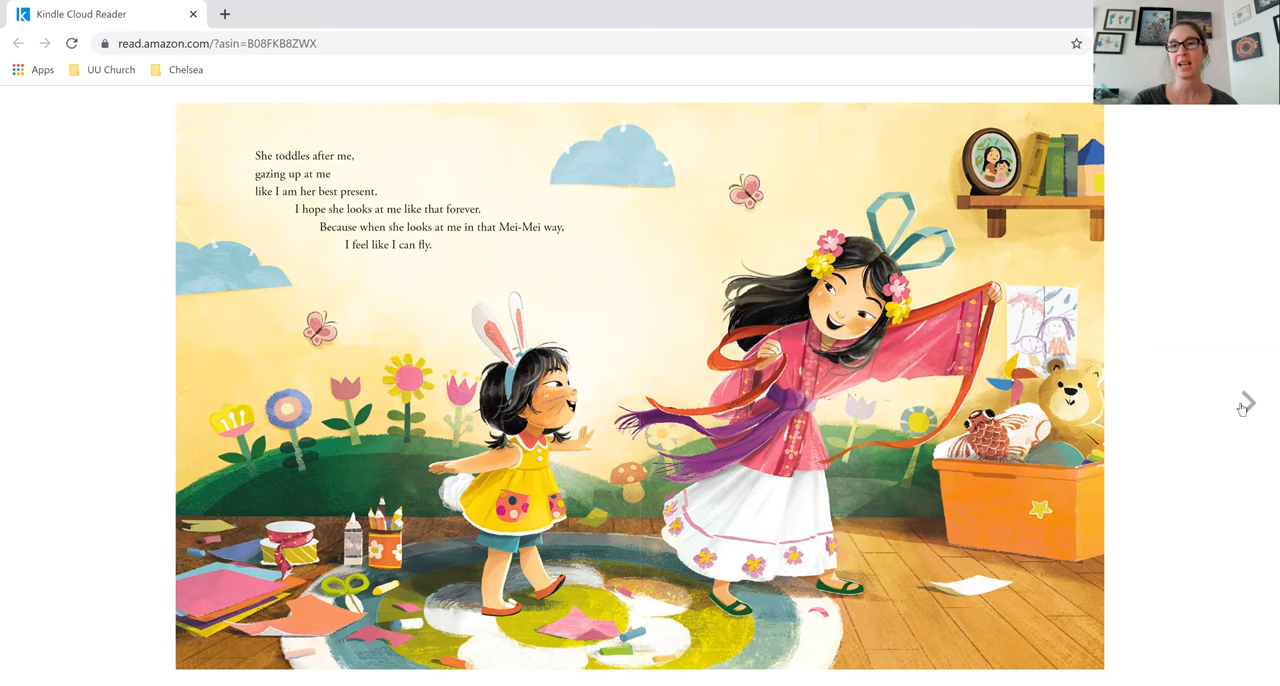 Kindle Cloud Reader
read.amazon.com/?asin=B08FKB8ZWX
Apps UU Church Chelsea
She toddles after me,
gazing up at me
like I am her best present.
I hope she looks at me like that forever.
Because when she looks at me in that Mei-Mei way,
I feel like I can fly.